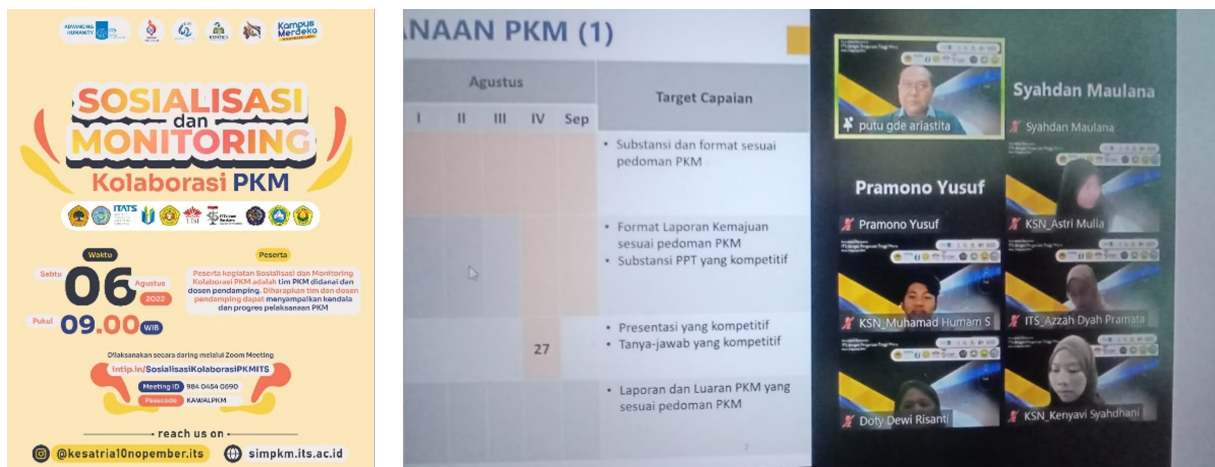 ADVANCING
HUMANITY
Kampus
Merdeka
SOSIALISASI
dan
MONITORING
Kolaborasi PKM
ITATS
Waktu
Sabtu
06
Agustus
2022
Pukul
09.00
WIB
Peserta
Peserta kegiatan Sosialisasi dan Monitoring
Kolaborasi PKM adalah tim PKM didanai dan
dosen pendamping. Diharapkan tim dan dosen
pendamping dapat menyampaikan kendala
dan progres pelaksanaan PKM
Dilaksanakan secara daring melalui Zoom Meeting
intip.in/SosialisasiKolaborasiPKMITS
Meeting ID 984 0454 0690
Passcode KAWALPKM
reach us on
@kesatria10nopember.its
simpkm.its.ac.id
NAAN PKM (1)
Agustus
Target Capaian
I II III IV Sep
• Substansi dan format sesuai
pedoman PKM
• Format Laporan Kemajuan
sesuai pedoman PKM
• Substansi PPT yang kompetitif
27
• Presentasi yang kompetitif
• Tanya-jawab yang kompetitif
• Laporan dan Luaran PKM yang
sesuai pedoman PKM
7
putu gde ariastita
Syahdan Maulana
Syahdan Maulana
Pramono Yusuf
Pramono Yusuf
KSN_Astri Mulia
KSN_Muhamad Humam S
ITS_Azzah Dyah Pramata
Doty Dewi Risanti
KSN_Kenyavi Syahdhani